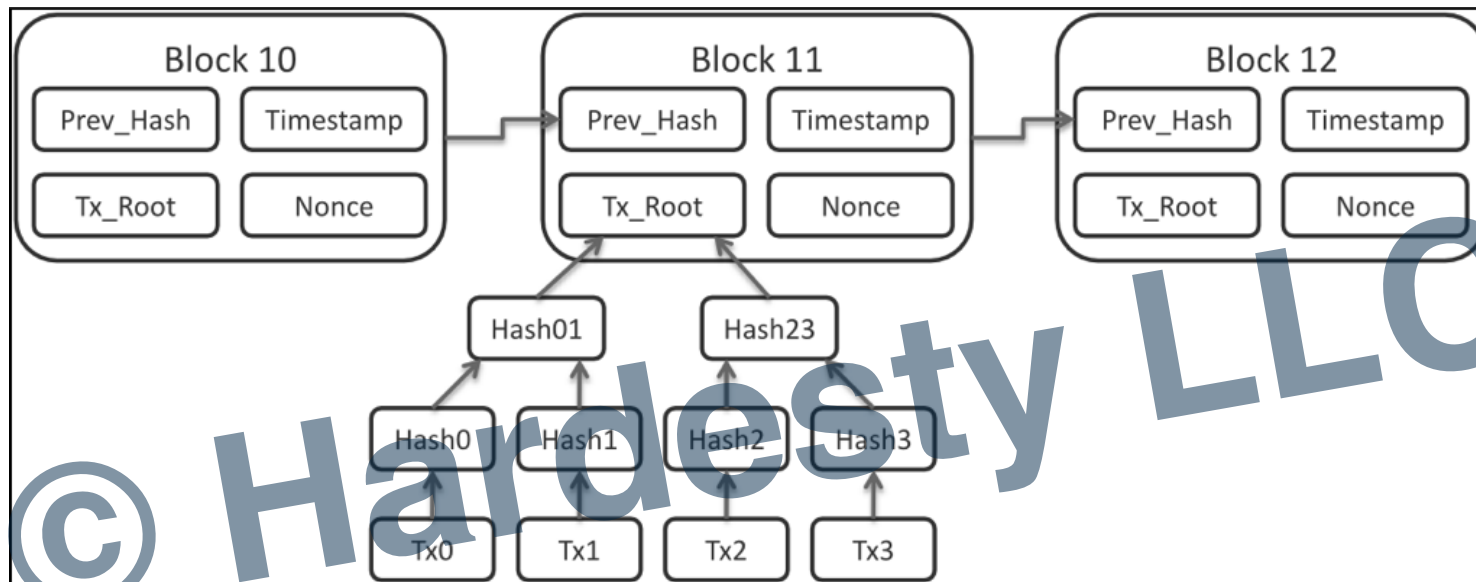 Block 10 Block 11 Block 12
Prev_Hash Timestamp Prev_Hash Timestamp Prev_Hash Timestamp
Tx_Root Nonce Tx_Root Nonce Tx_Root Nonce
Hash01 Hash23
Hash0 Hash1 Hash2 Hash3
Tx0 Tx1 Tx2 Tx3
© Hardesty LLC